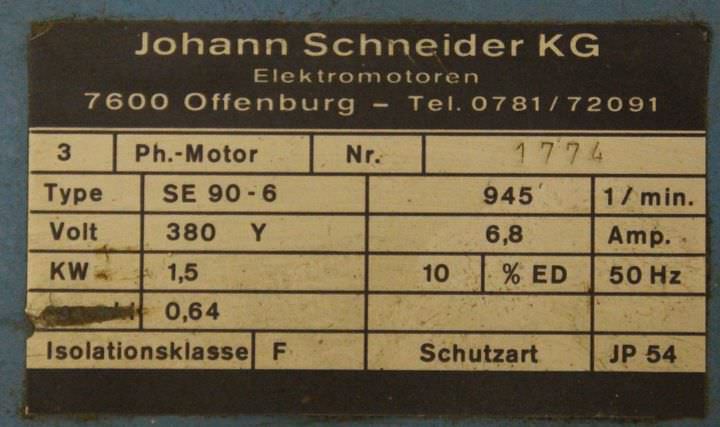 Johann Schneider KG
Elektromotoren
7600 Offenburg – Tel. 0781/72091
3 Ph.-Motor Nr. 1774
Type SE 90-6 945 1/min.
Volt 380 Y 6,8 Amp.
KW 1,5 10 % ED 50 Hz
0,64
Isolationsklasse F Schutzart JP 54